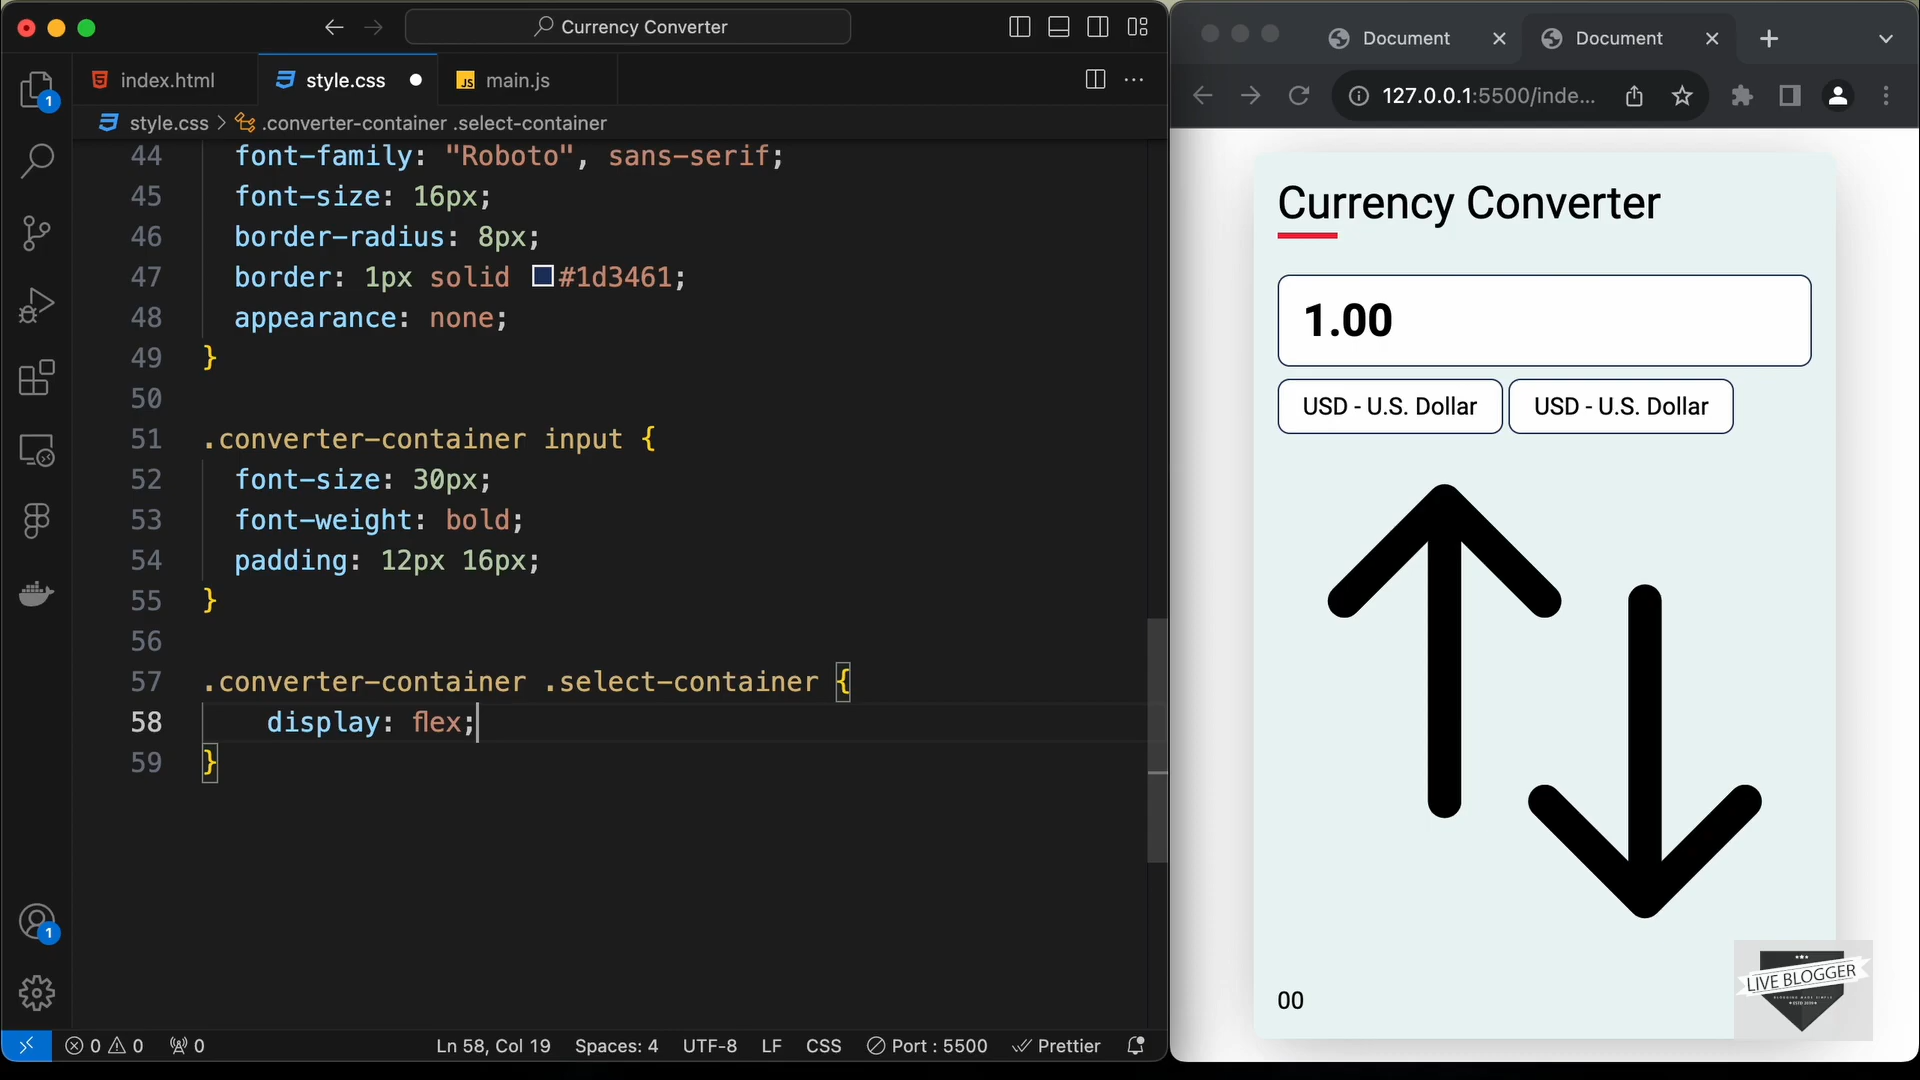 Currency Converter
index.html
style.css
JS main.js
style.css > .converter-container .select-container
44 font-family: "Roboto", sans-serif;
45 font-size: 16px;
46 border-radius: 8px;
47 border: 1px solid #1d3461;
48 appearance: none;
49 }
50
51 .converter-container input {
52 font-size: 30px;
53 font-weight: bold;
54 padding: 12px 16px;
55 }
56
57 .converter-container .select-container {
58 display: flex;
59 }
1
1
0 0 0
Ln 58, Col 19 Spaces: 4 UTF-8 LF CSS Port : 5500 Prettier
Document
Document
127.0.0.1:5500/inde...
Currency Converter
1.00
USD - U.S. Dollar
USD - U.S. Dollar
00
LIVE BLOGGER